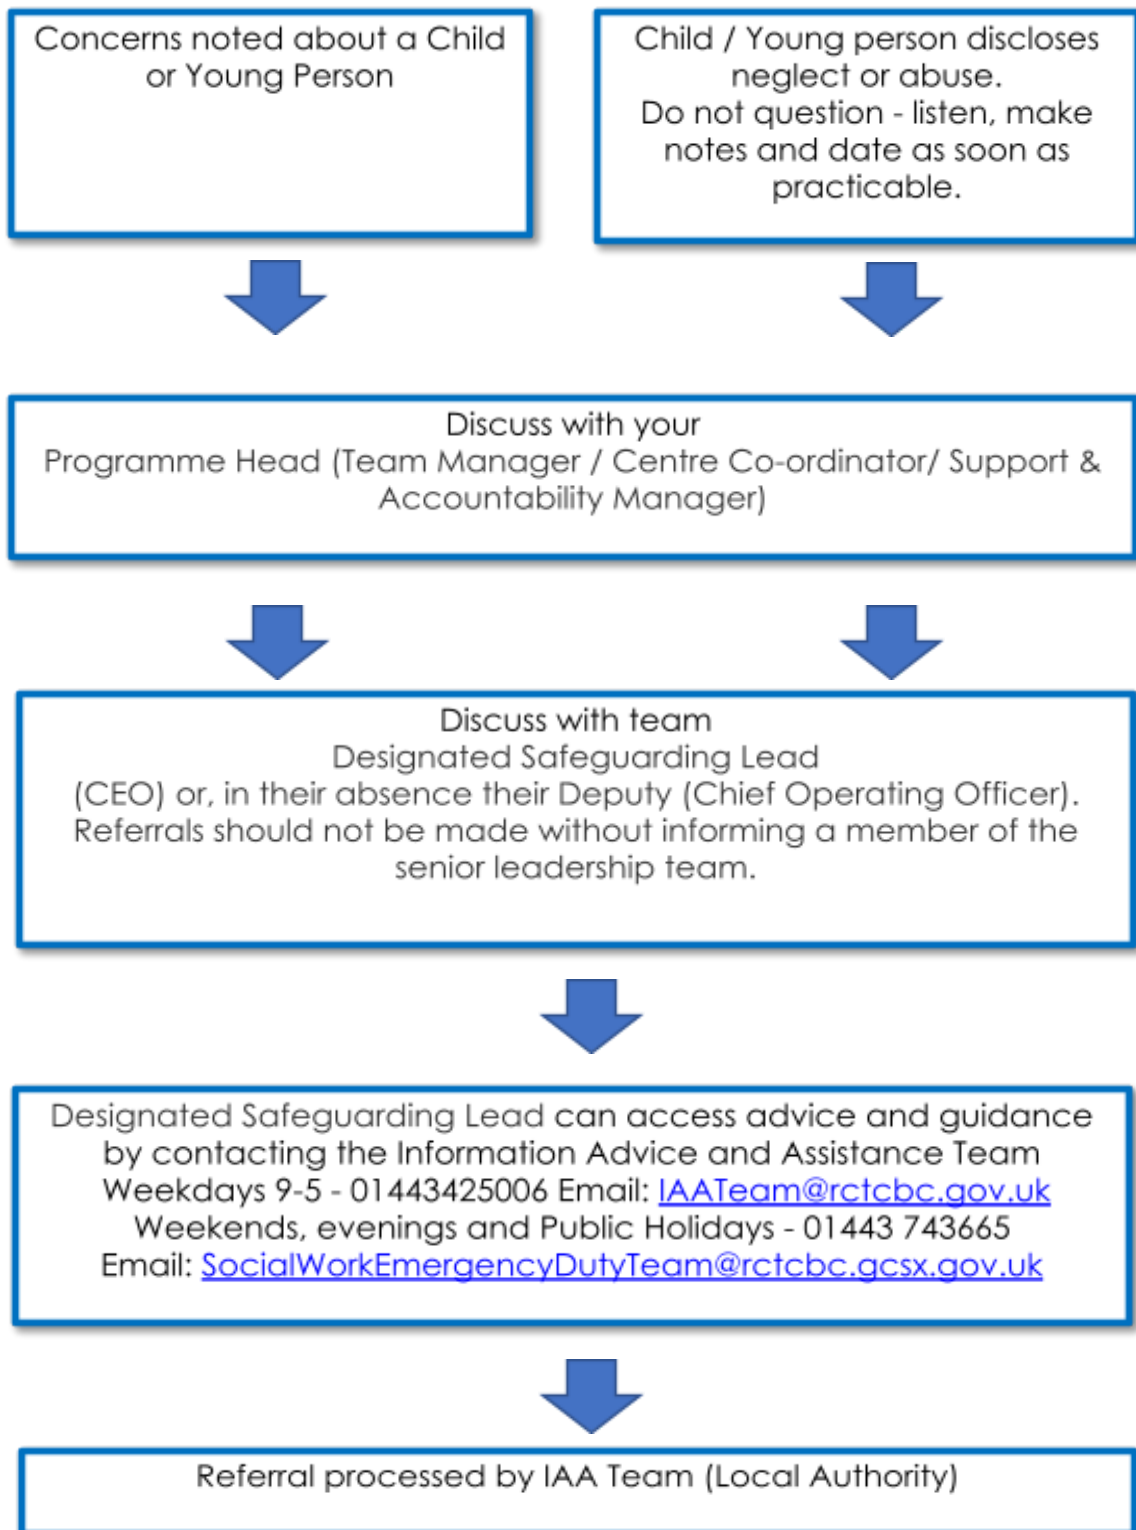 Concerns noted about a Child
or Young Person
Child / Young person discloses
neglect or abuse.
Do not question - listen, make
notes and date as soon as
practicable.
Discuss with your
Programme Head (Team Manager / Centre Co-ordinator/ Support &
Accountability Manager)
Discuss with team
Designated Safeguarding Lead
(CEO) or, in their absence their Deputy (Chief Operating Officer).
Referrals should not be made without informing a member of the
senior leadership team.
Designated Safeguarding Lead can access advice and guidance
by contacting the Information Advice and Assistance Team
Weekdays 9-5 - 01443425006 Email: IAATeam@rctcbc.gov.uk
Weekends, evenings and Public Holidays - 01443 743665
Email: SocialWorkEmergencyDutyTeam@rctcbc.gcsx.gov.uk
Referral processed by IAA Team (Local Authority)